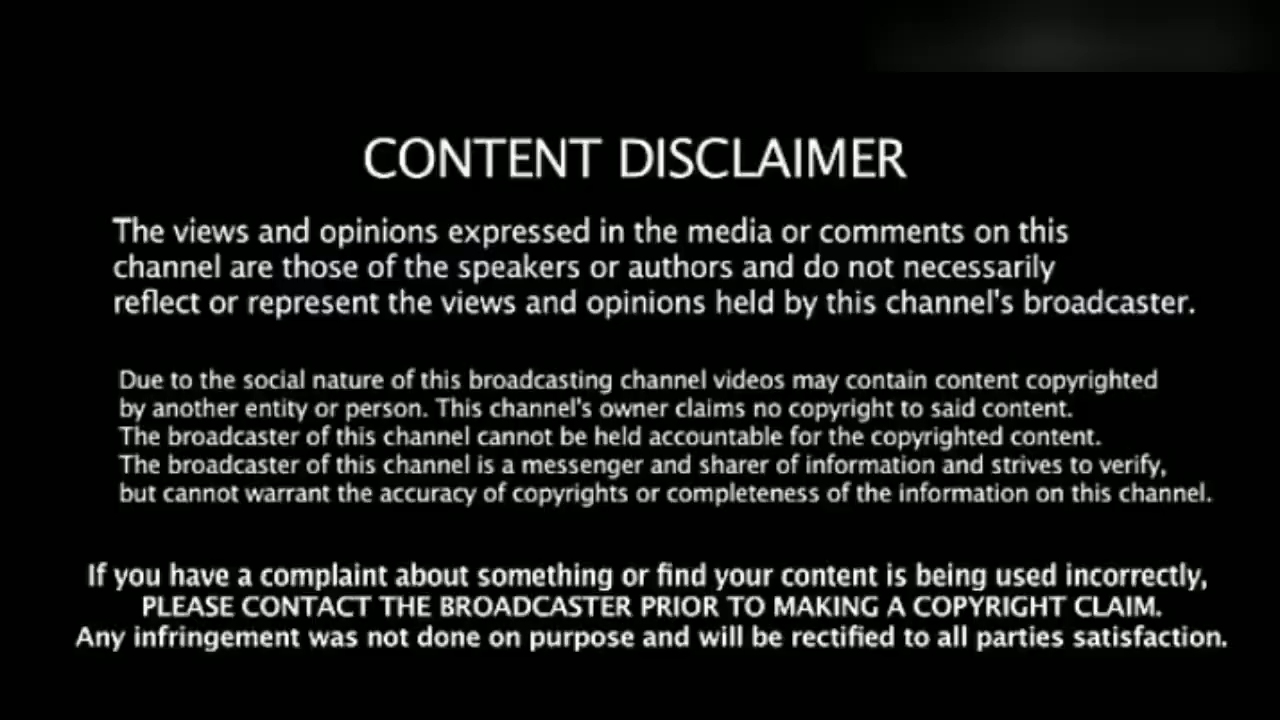 CONTENT DISCLAIMER
The views and opinions expressed in the media or comments on this
channel are those of the speakers or authors and do not necessarily
reflect or represent the views and opinions held by this channel's broadcaster.
Due to the social nature of this broadcasting channel videos may contain content copyrighted
by another entity or person. This channel's owner claims no copyright to said content.
The broadcaster of this channel cannot be held accountable for the copyrighted content.
The broadcaster of this channel is a messenger and sharer of information and strives to verify,
but cannot warrant the accuracy of copyrights or completeness of the information on this channel.
If you have a complaint about something or find your content is being used incorrectly,
PLEASE CONTACT THE BROADCASTER PRIOR TO MAKING A COPYRIGHT CLAIM.
Any infringement was not done on purpose and will be rectified to all parties satisfaction.